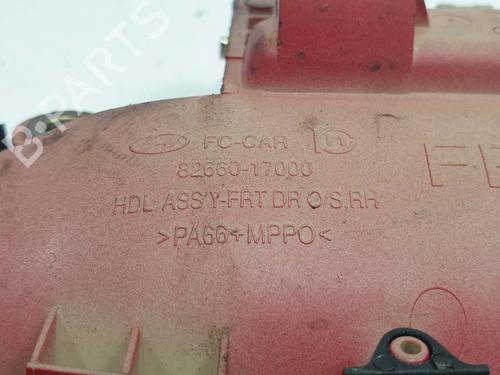 FC-CAR
82660-17000
HDL ASS'Y-FRT DR O/S,RH
>PA66+MPPO<
B-PARTS